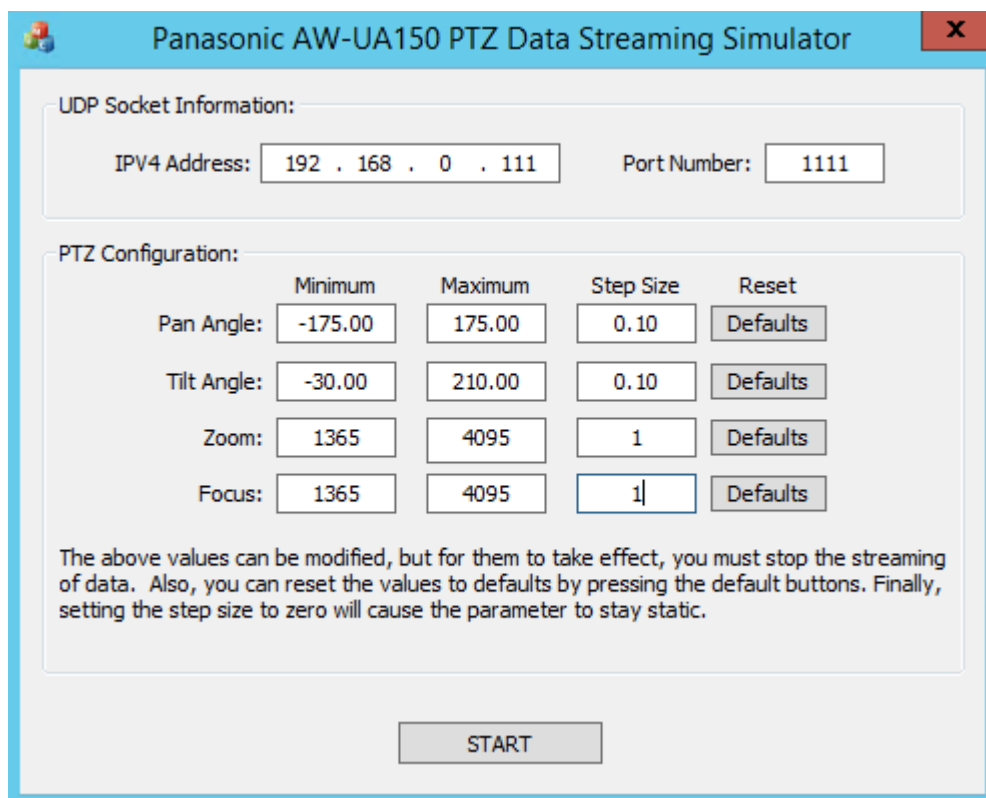 Panasonic AW-UA150 PTZ Data Streaming Simulator x
UDP Socket Information:
IPV4 Address: 192 . 168 . 0 . 111 Port Number: 1111
PTZ Configuration:
Minimum Maximum Step Size Reset
Pan Angle: -175.00 175.00 0.10 Defaults
Tilt Angle: -30.00 210.00 0.10 Defaults
Zoom: 1365 4095 1 Defaults
Focus: 1365 4095 1 Defaults
The above values can be modified, but for them to take effect, you must stop the streaming
of data. Also, you can reset the values to defaults by pressing the default buttons. Finally,
setting the step size to zero will cause the parameter to stay static.
START